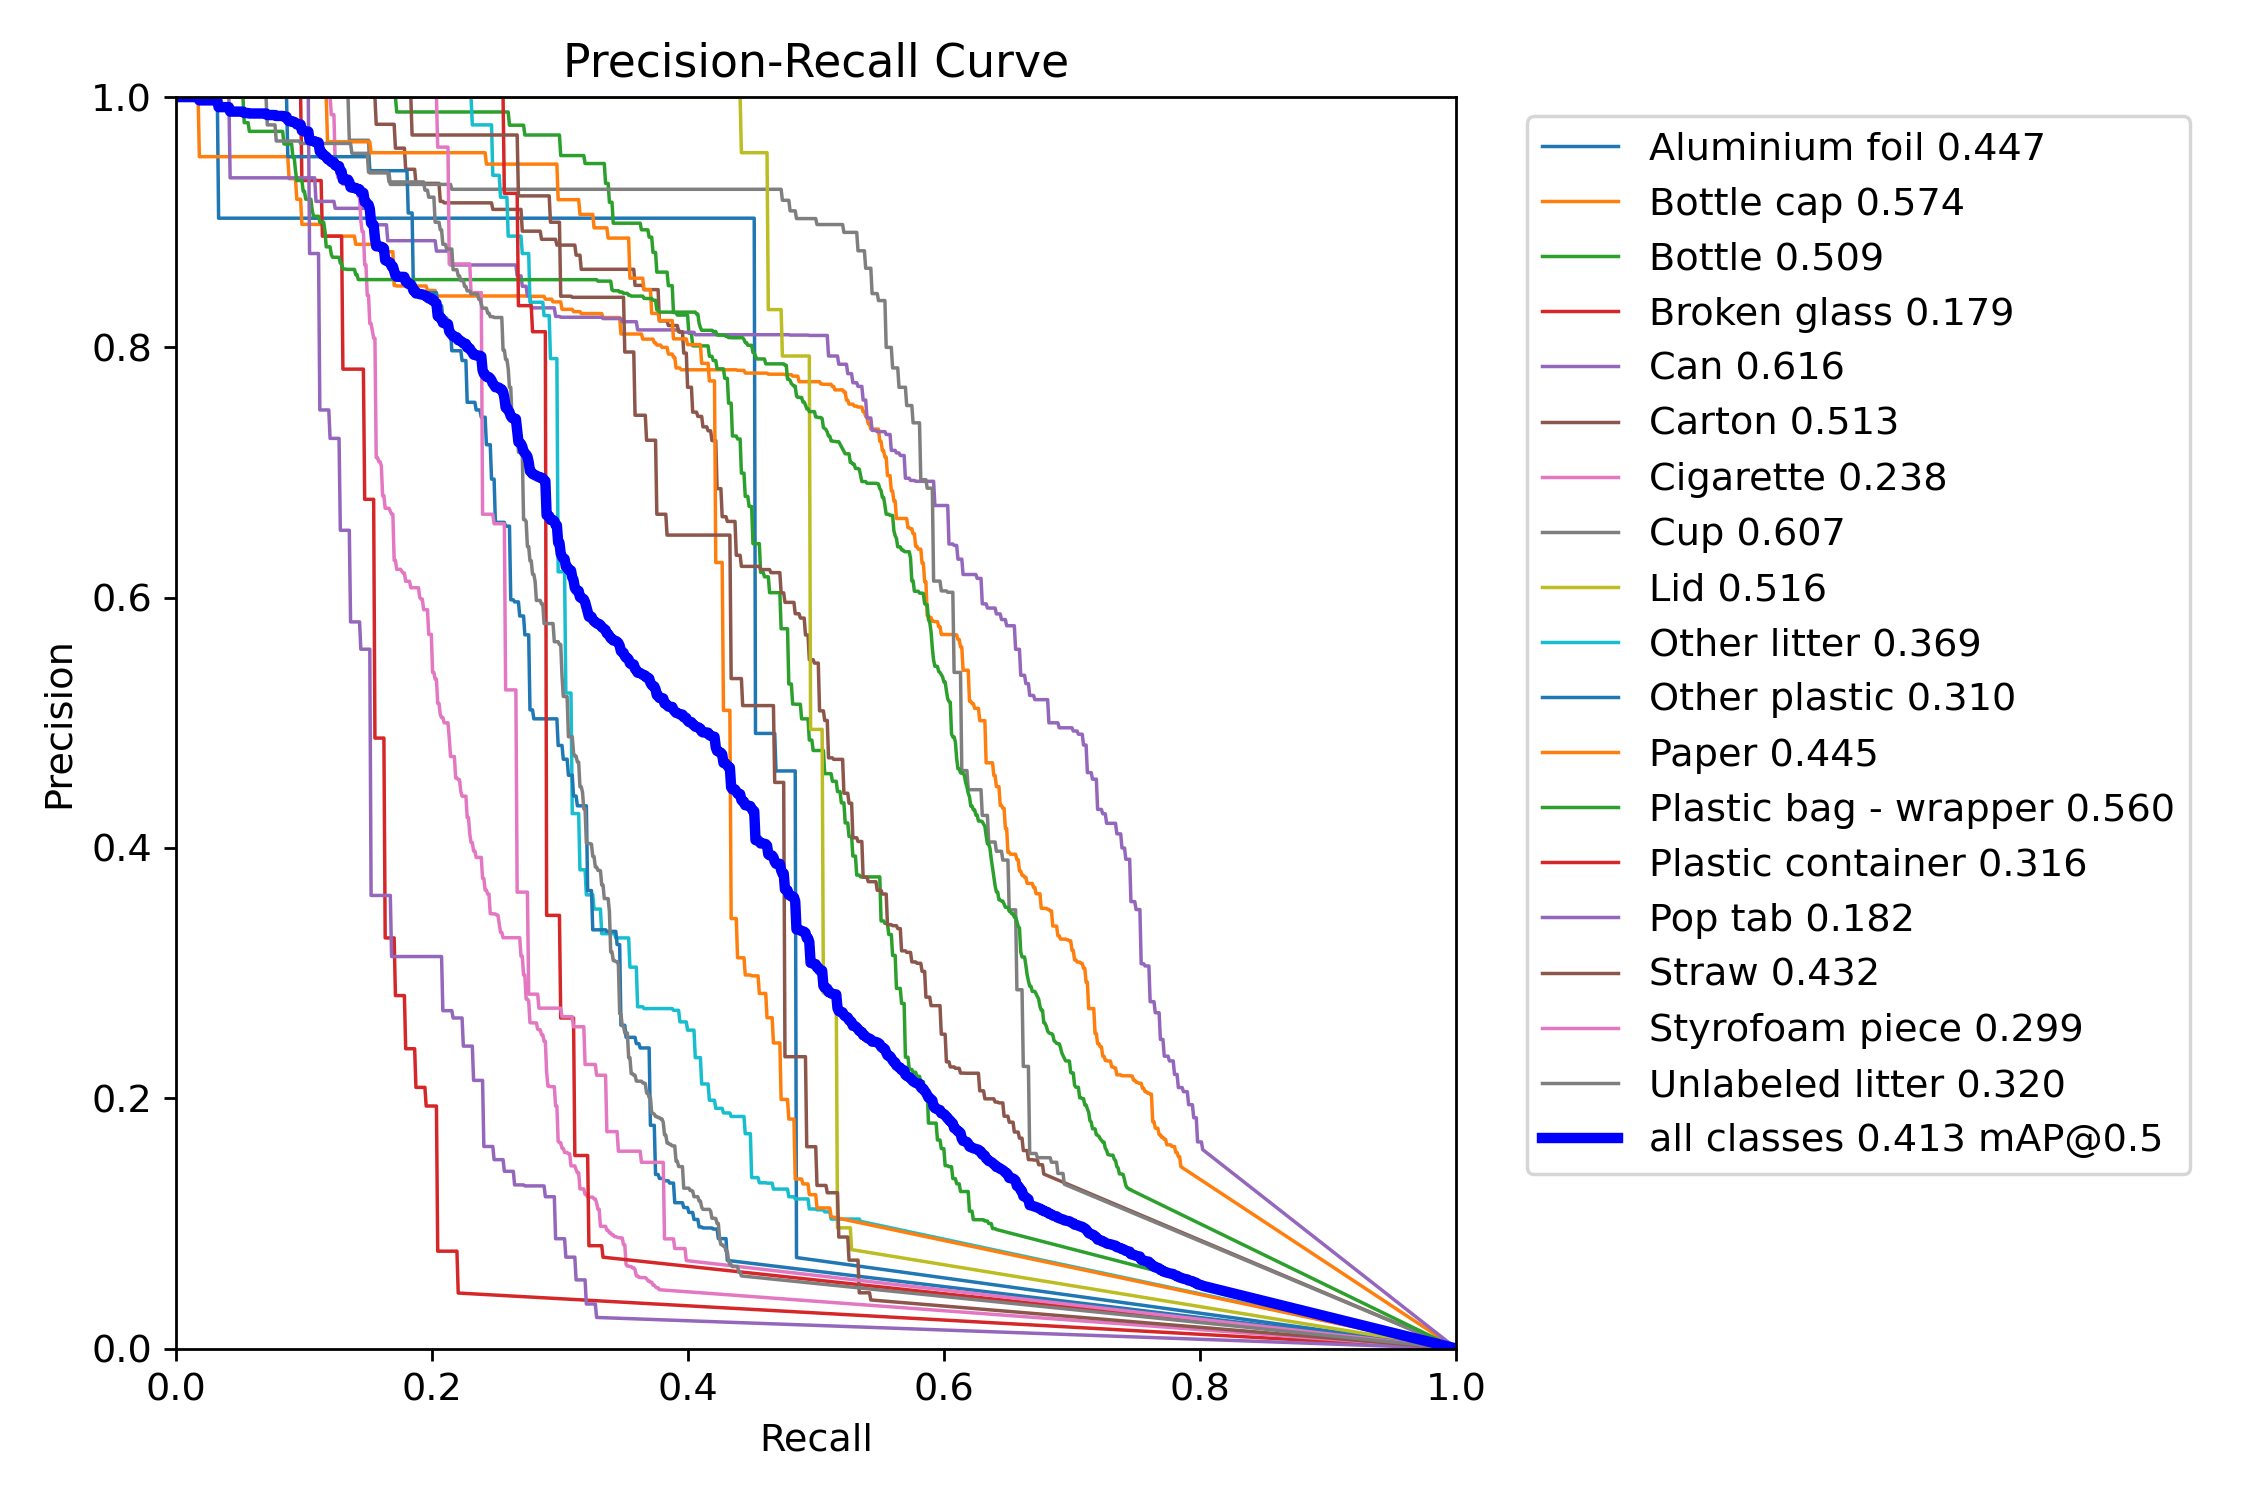 Precision-Recall Curve
1.0
0.8
0.6
0.4
0.2
0.0
Precision
0.0 0.2 0.4 0.6 0.8 1.0
Recall
Aluminium foil 0.447
Bottle cap 0.574
Bottle 0.509
Broken glass 0.179
Can 0.616
Carton 0.513
Cigarette 0.238
Cup 0.607
Lid 0.516
Other litter 0.369
Other plastic 0.310
Paper 0.445
Plastic bag - wrapper 0.560
Plastic container 0.316
Pop tab 0.182
Straw 0.432
Styrofoam piece 0.299
Unlabeled litter 0.320
all classes 0.413 mAP@0.5